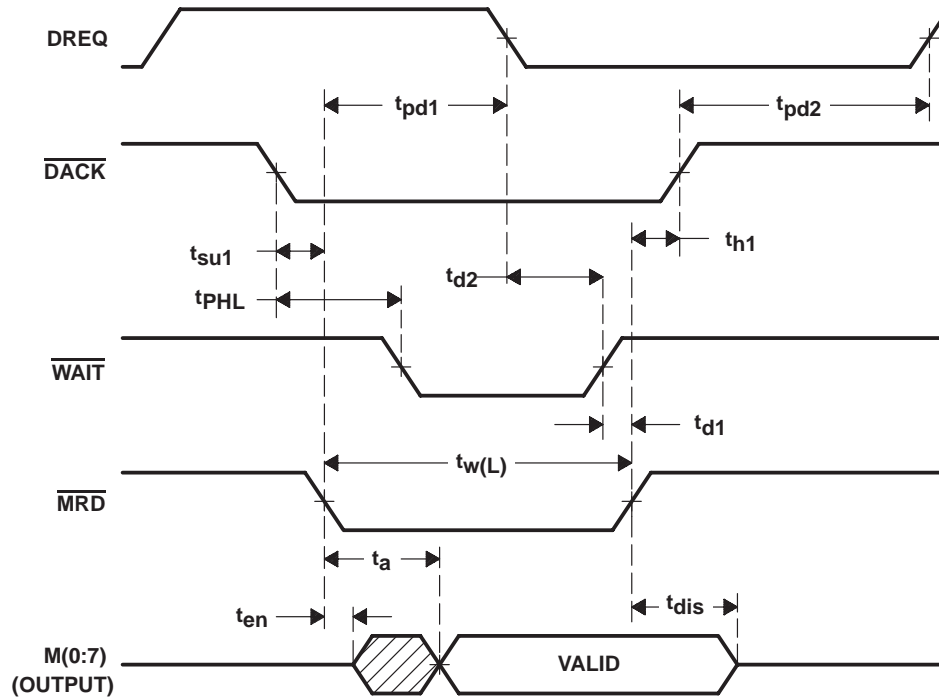 DREQ
tpd1
tpd2
DACK
tsu1
th1
td2
tPHL
WAIT
td1
tw(L)
MRD
ta
ten
tdis
M(0:7)
(OUTPUT)
VALID